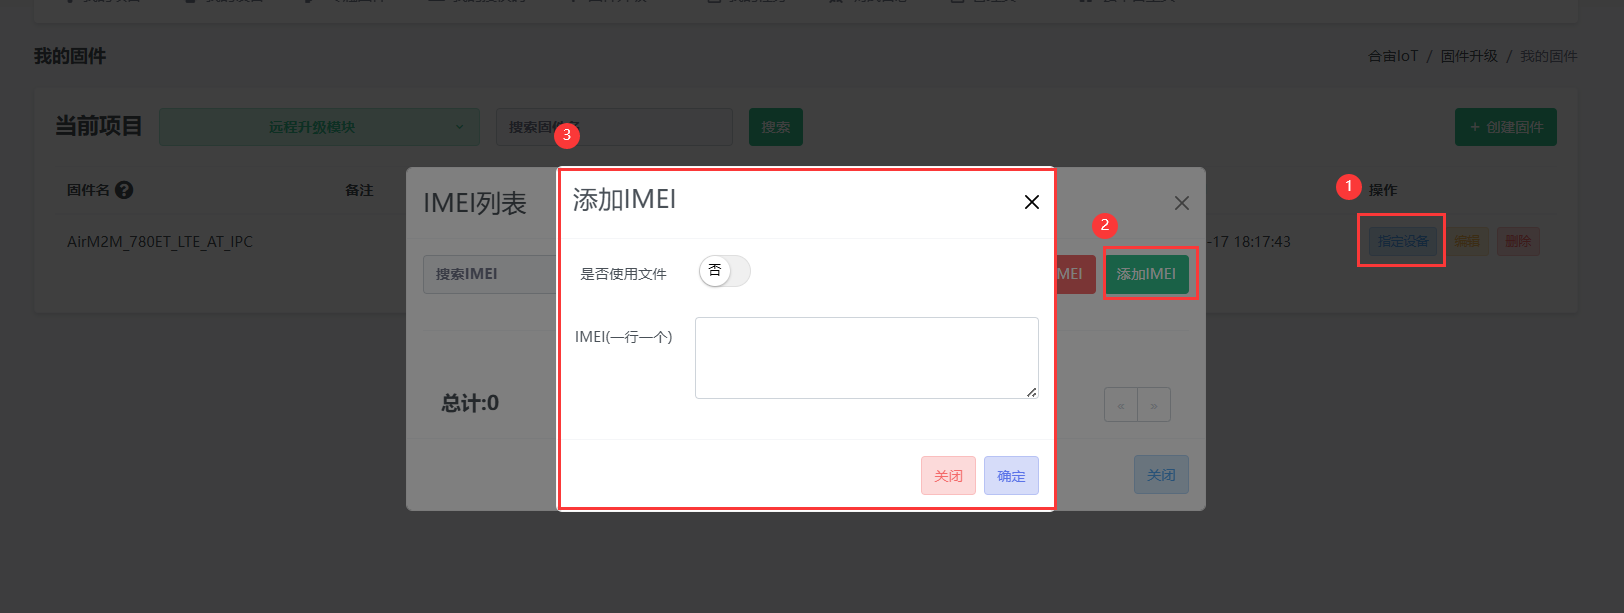 我的固件
合宙IoT / 固件升级 / 我的固件
当前项目
远程升级模块
搜索固件名
搜索
+ 创建固件
固件名 ?
备注
操作
AirM2M_780ET_LTE_AT_IPC
-17 18:17:43
指定设备
编辑
删除
1
2
3
IMEI列表
搜索IMEI
MEI
添加IMEI
总计:0
«
»
关闭
添加IMEI
是否使用文件
否
IMEI(一行一个)
关闭
确定